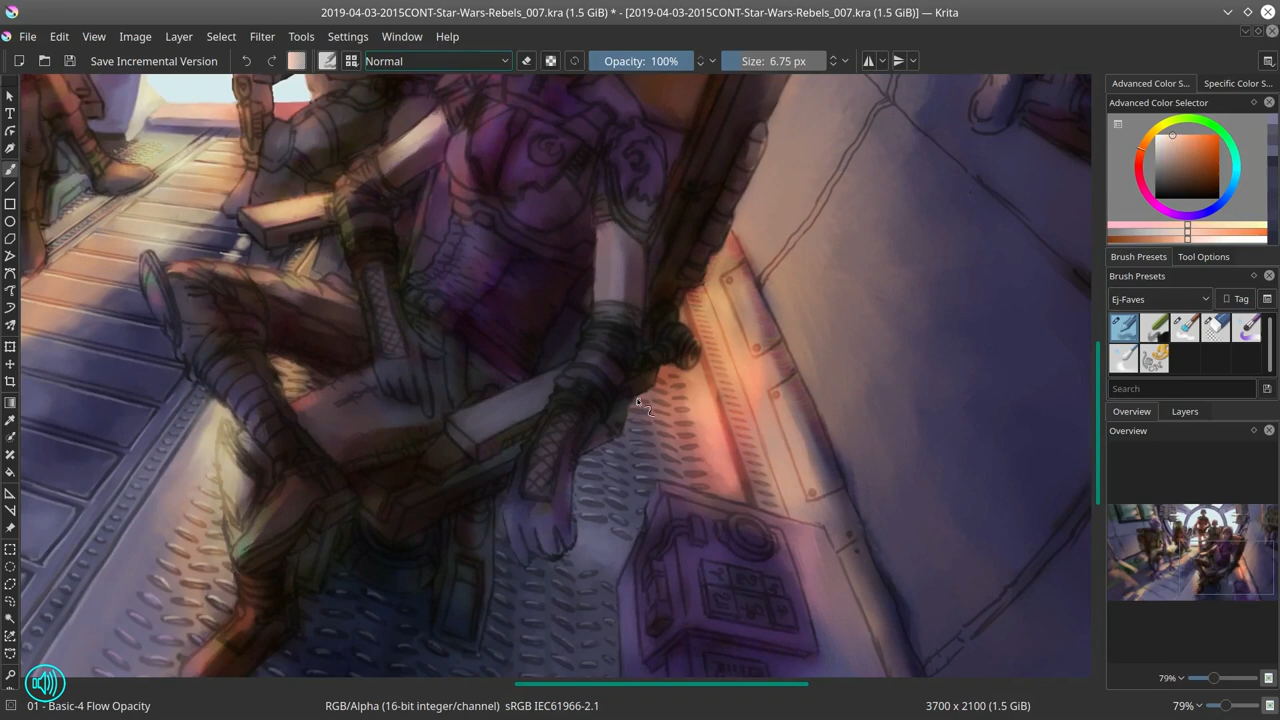 2019-04-03-2015CONT-Star-Wars-Rebels_007.kra (1.5 GiB) * - [2019-04-03-2015CONT-Star-Wars-Rebels_007.kra (1.5 GiB)] — Krita
File Edit View Image Layer Select Filter Tools Settings Window Help
Save Incremental Version Normal Opacity: 100% Size: 6.75 px
Advanced Color S... Specific Color S...
Advanced Color Selector
Brush Presets Tool Options
Brush Presets
Ej-Faves Tag
Search
Overview Layers
Overview
79%
01 - Basic-4 Flow Opacity RGB/Alpha (16-bit integer/channel) sRGB IEC61966-2.1 3700 x 2100 (1.5 GiB) 79%